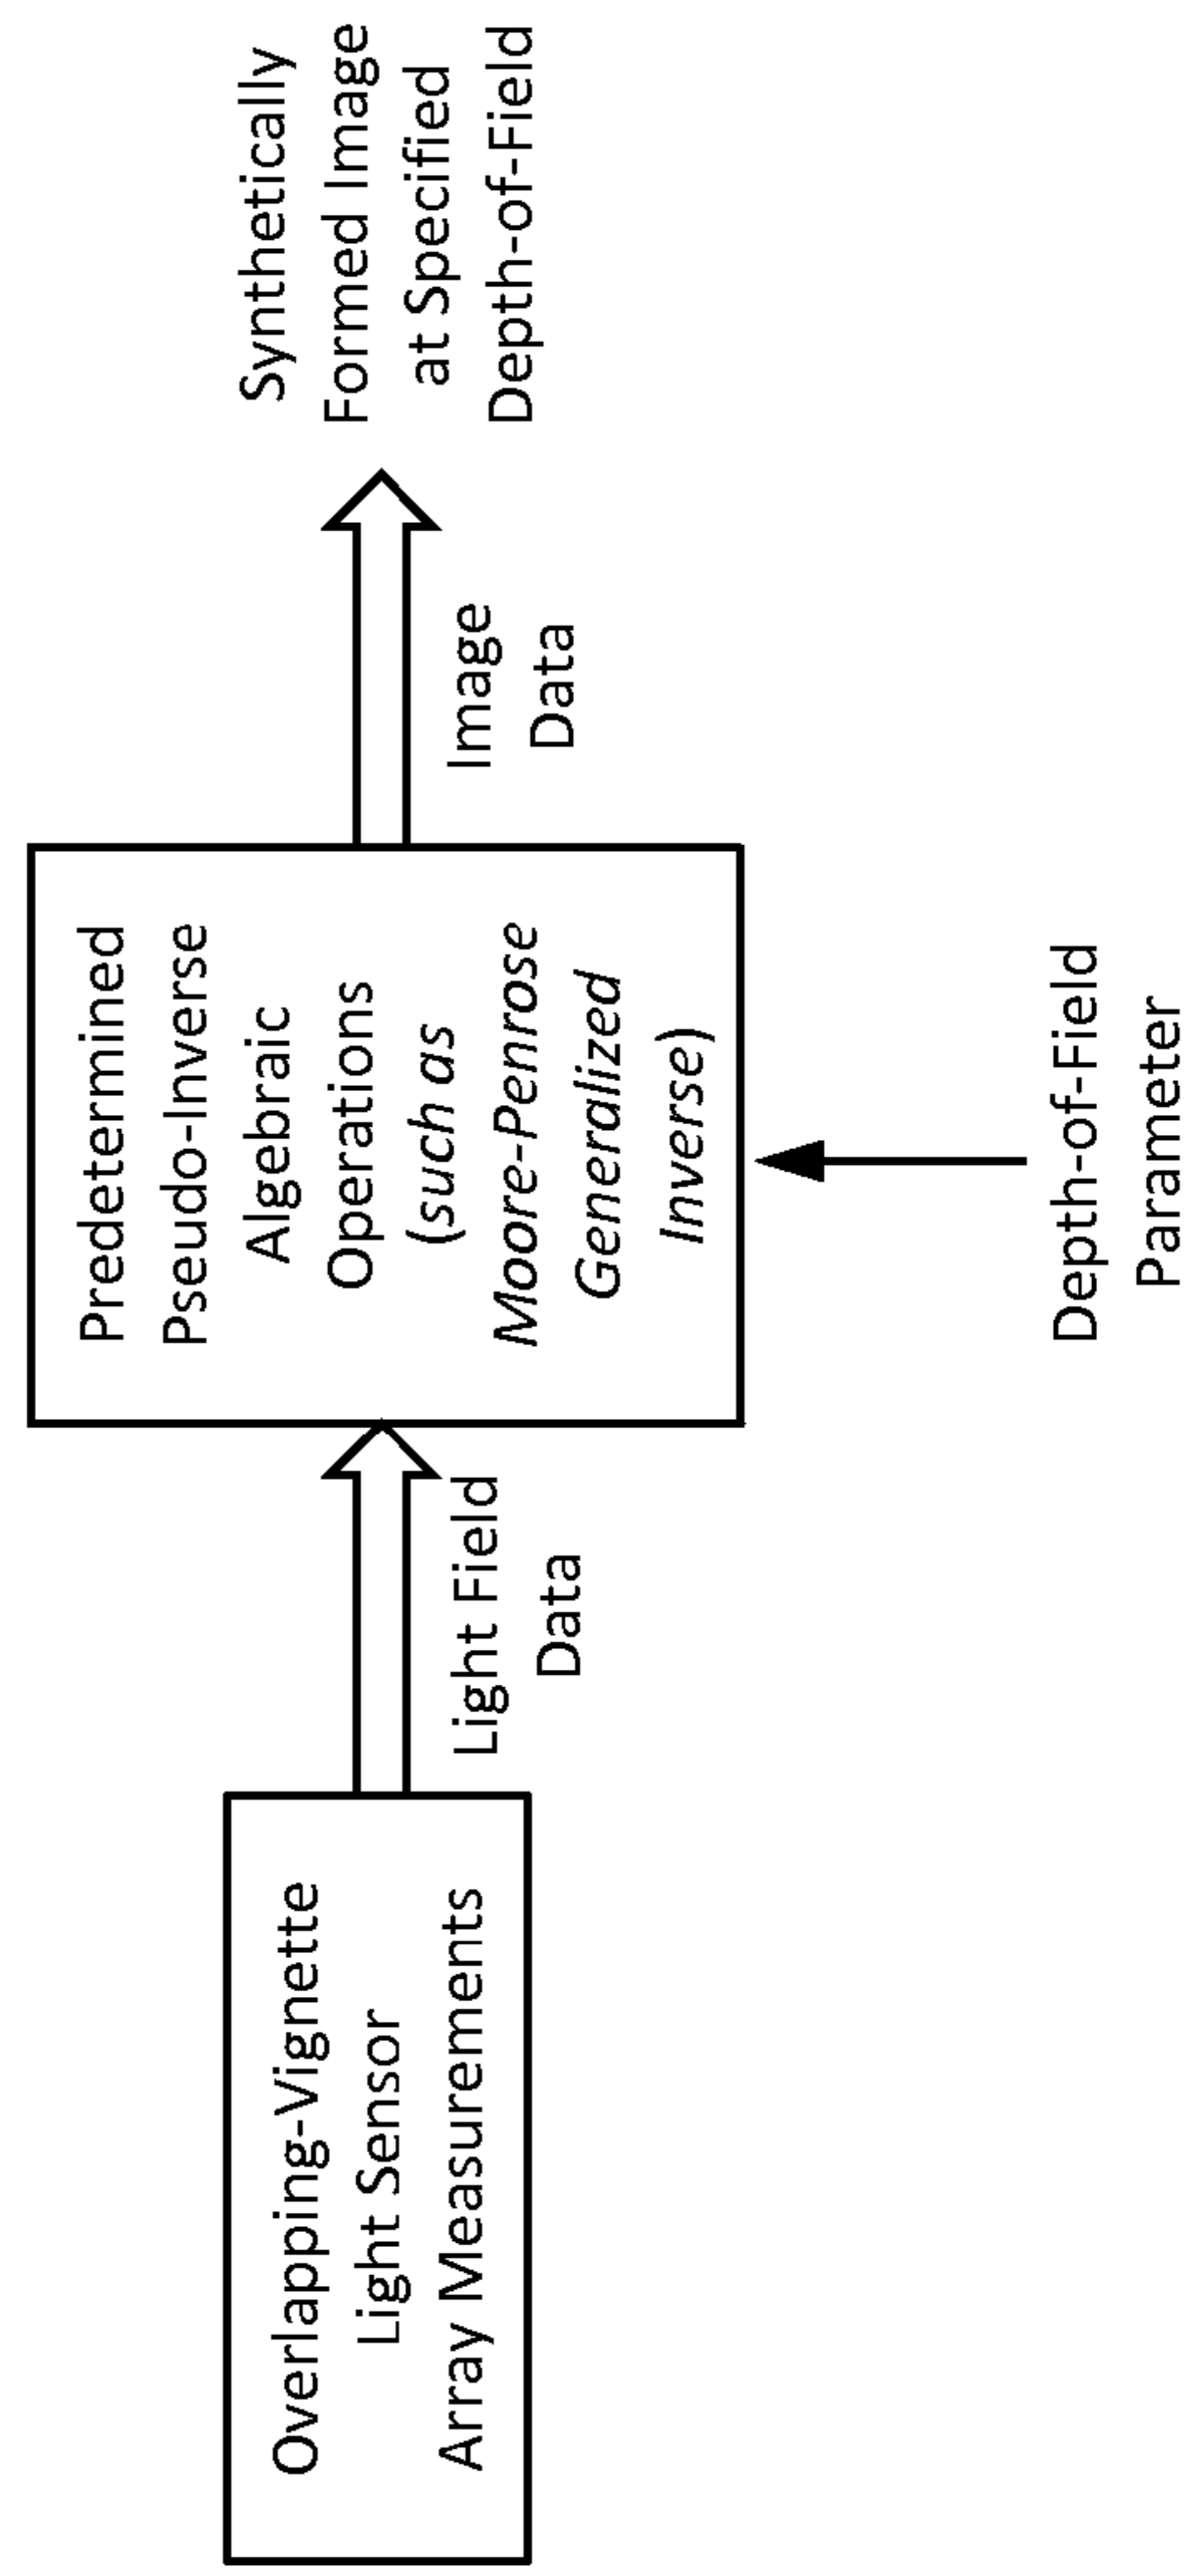 Overlapping-Vignette
Light Sensor
Array Measurements
Light Field
Data
Predetermined
Pseudo-Inverse
Algebraic
Operations
(such as
Moore-Penrose
Generalized
Inverse)
Depth-of-Field
Parameter
Image
Data
Synthetically
Formed Image
at Specified
Depth-of-Field